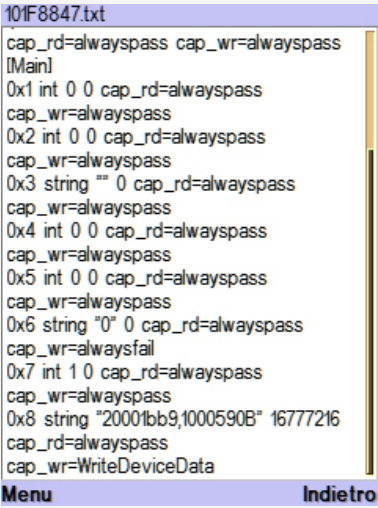 101F8847.txt
cap_rd=alwayspass cap_wr=alwayspass
[Main]
0x1 int 0 0 cap_rd=alwayspass
cap_wr=alwayspass
0x2 int 0 0 cap_rd=alwayspass
cap_wr=alwayspass
0x3 string "" 0 cap_rd=alwayspass
cap_wr=alwayspass
0x4 int 0 0 cap_rd=alwayspass
cap_wr=alwayspass
0x5 int 0 0 cap_rd=alwayspass
cap_wr=alwayspass
0x6 string "0" 0 cap_rd=alwayspass
cap_wr=alwaysfail
0x7 int 1 0 cap_rd=alwayspass
cap_wr=alwayspass
0x8 string "20001bb9,1000590B" 16777216
cap_rd=alwayspass
cap_wr=WriteDeviceData
Menu Indietro